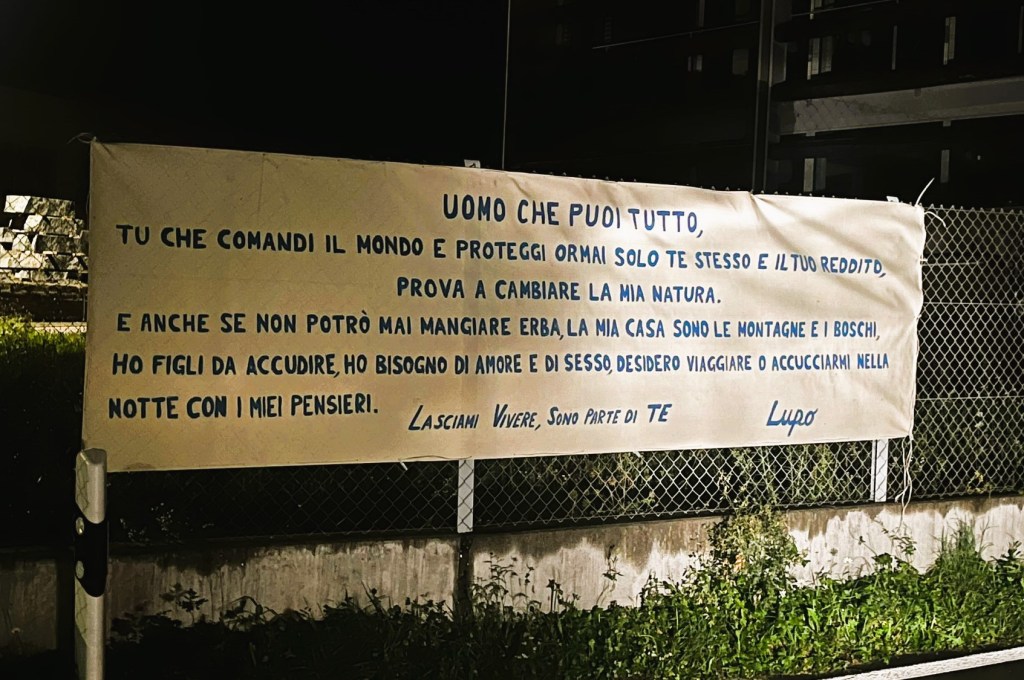 UOMO CHE PUOI TUTTO,
TU CHE COMANDI IL MONDO E PROTEGGI ORMAI SOLO TE STESSO E IL TUO REDDITO,
PROVA A CAMBIARE LA MIA NATURA.
E ANCHE SE NON POTRÒ MAI MANGIARE ERBA, LA MIA CASA SONO LE MONTAGNE E I BOSCHI,
HO FIGLI DA ACCUDIRE, HO BISOGNO DI AMORE E DI SESSO, DESIDERO VIAGGIARE O ACCUCCIARMI NELLA
NOTTE CON I MIEI PENSIERI.
LASCIAMI VIVERE, SONO PARTE DI TE
Lupo